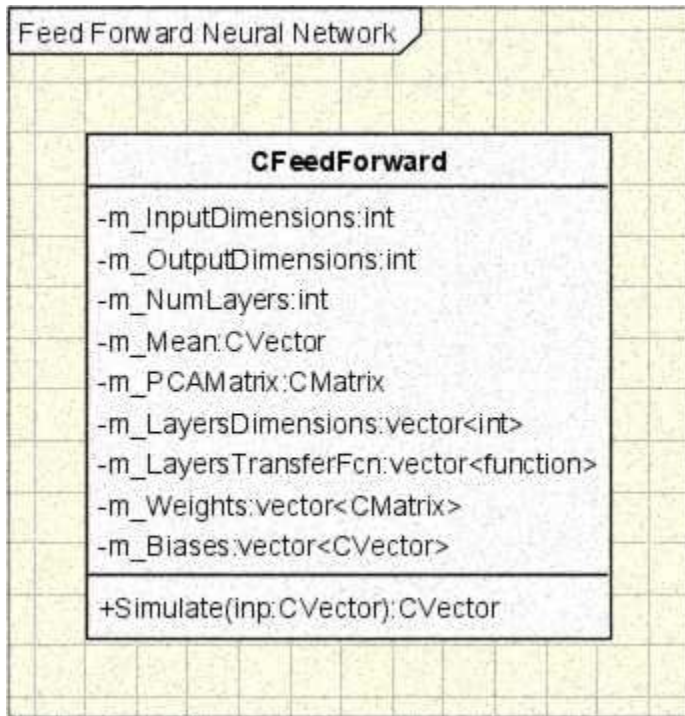 Feed Forward Neural Network
CFeedForward
-m_InputDimensions:int
-m_OutputDimensions:int
-m_NumLayers:int
-m_Mean:CVector
-m_PCAMatrix:CMatrix
-m_LayersDimensions:vector<int>
-m_LayersTransferFcn:vector<function>
-m_Weights:vector<CMatrix>
-m_Biases:vector<CVector>
+Simulate(inp:CVector):CVector